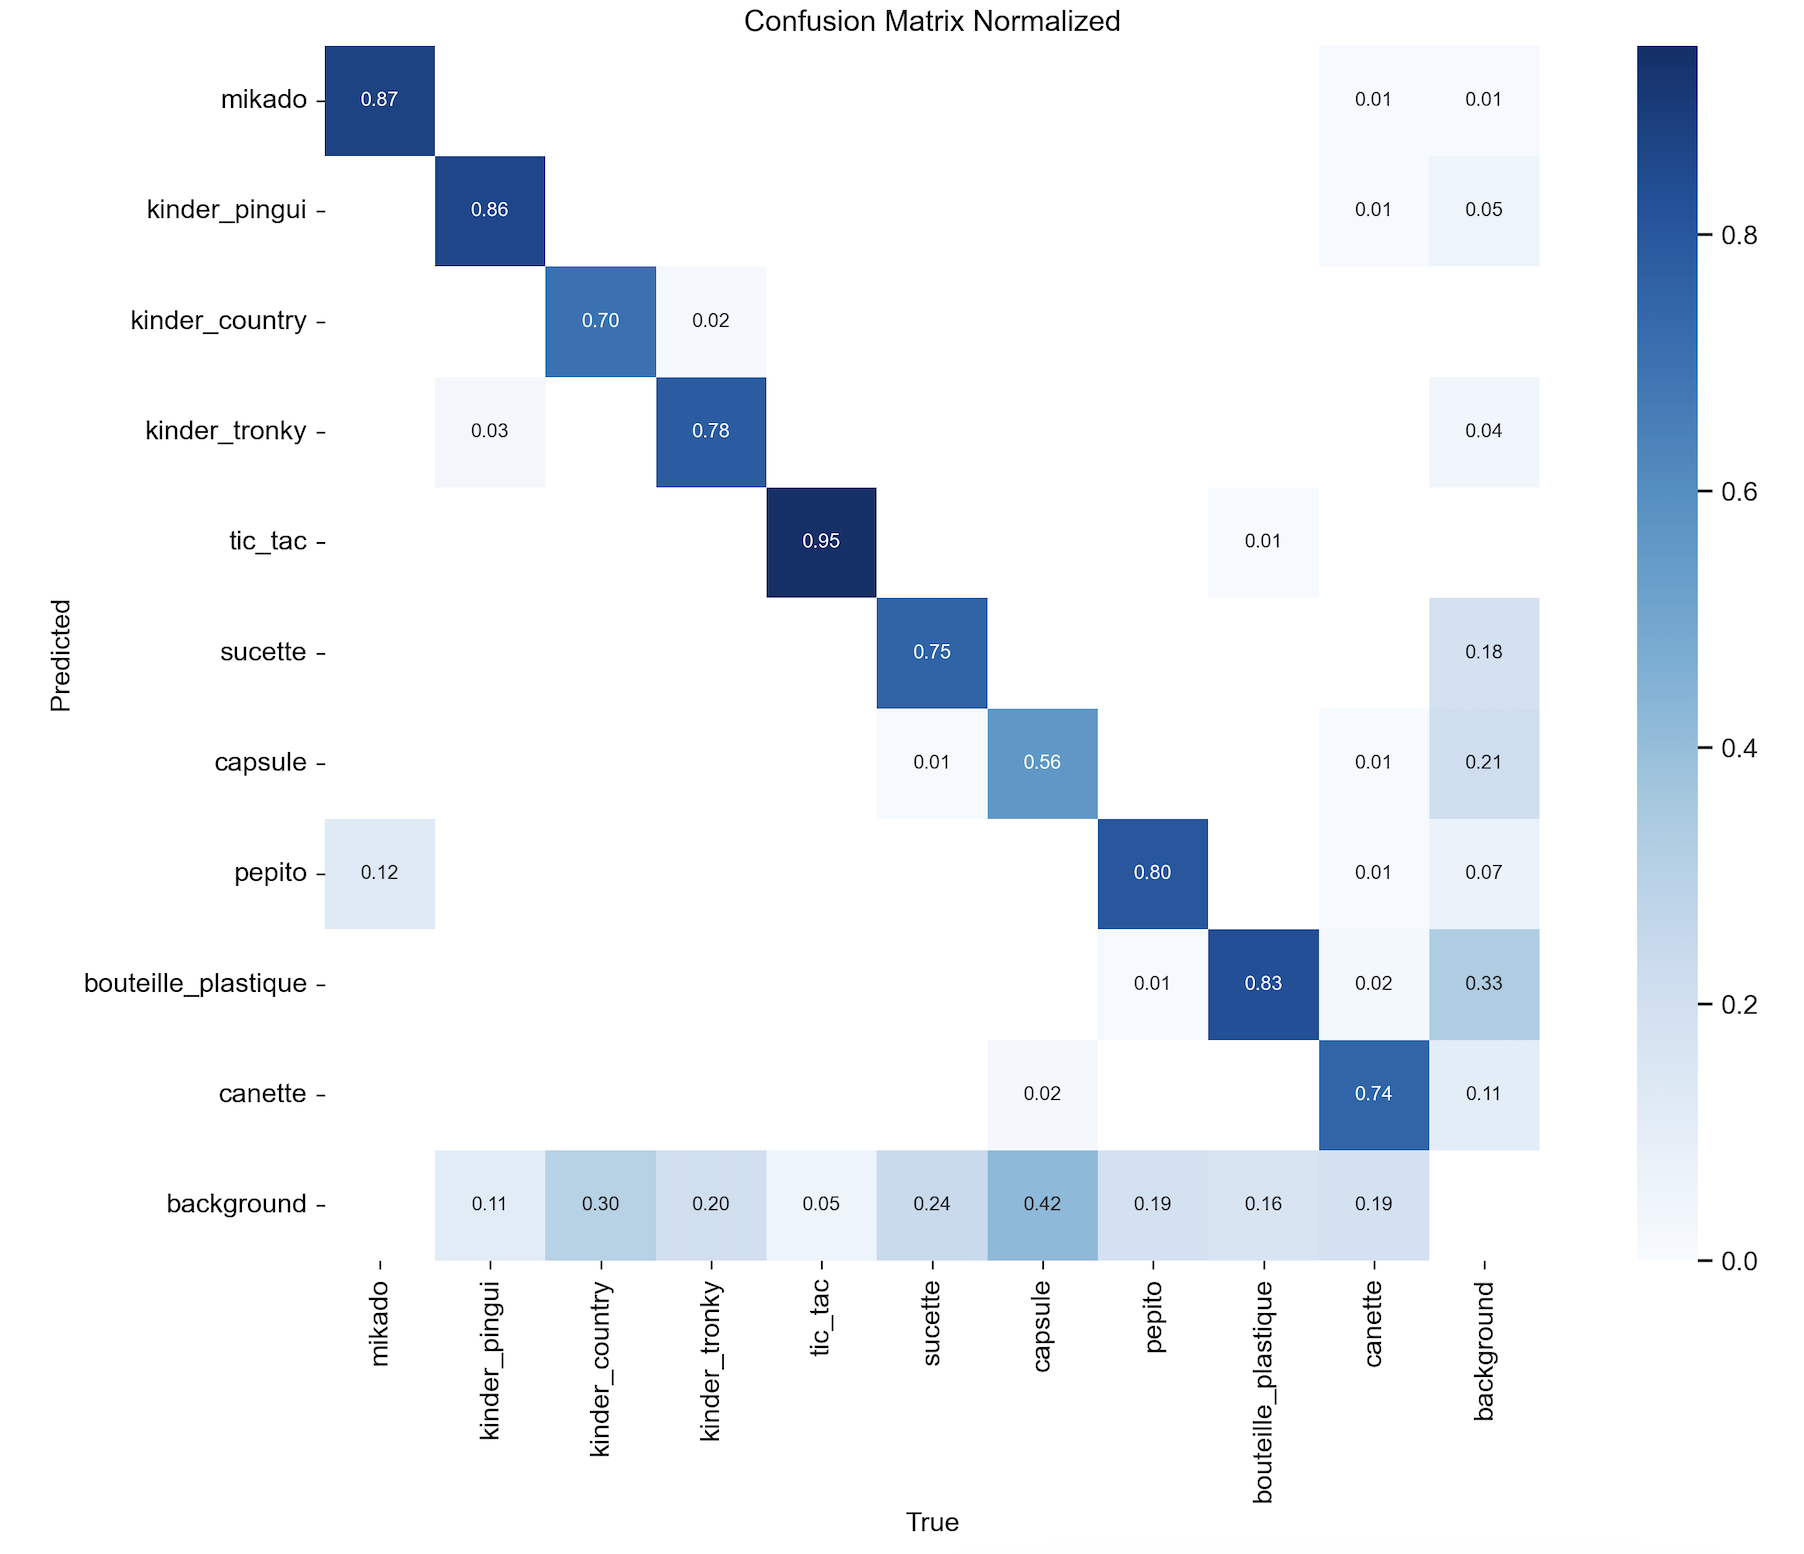 Confusion Matrix Normalized
mikado 0.87 0.01 0.01
kinder_pingui 0.86 0.01 0.05
kinder_country 0.70 0.02
kinder_tronky 0.03 0.78 0.04
tic_tac 0.95 0.01
sucette 0.75 0.18
capsule 0.01 0.56 0.01 0.21
pepito 0.12 0.80 0.01 0.07
bouteille_plastique 0.01 0.83 0.02 0.33
canette 0.02 0.74 0.11
background 0.11 0.30 0.20 0.05 0.24 0.42 0.19 0.16 0.19
Predicted
mikado
kinder_pingui
kinder_country
kinder_tronky
tic_tac
sucette
capsule
pepito
bouteille_plastique
canette
background
True
0.8
0.6
0.4
0.2
0.0